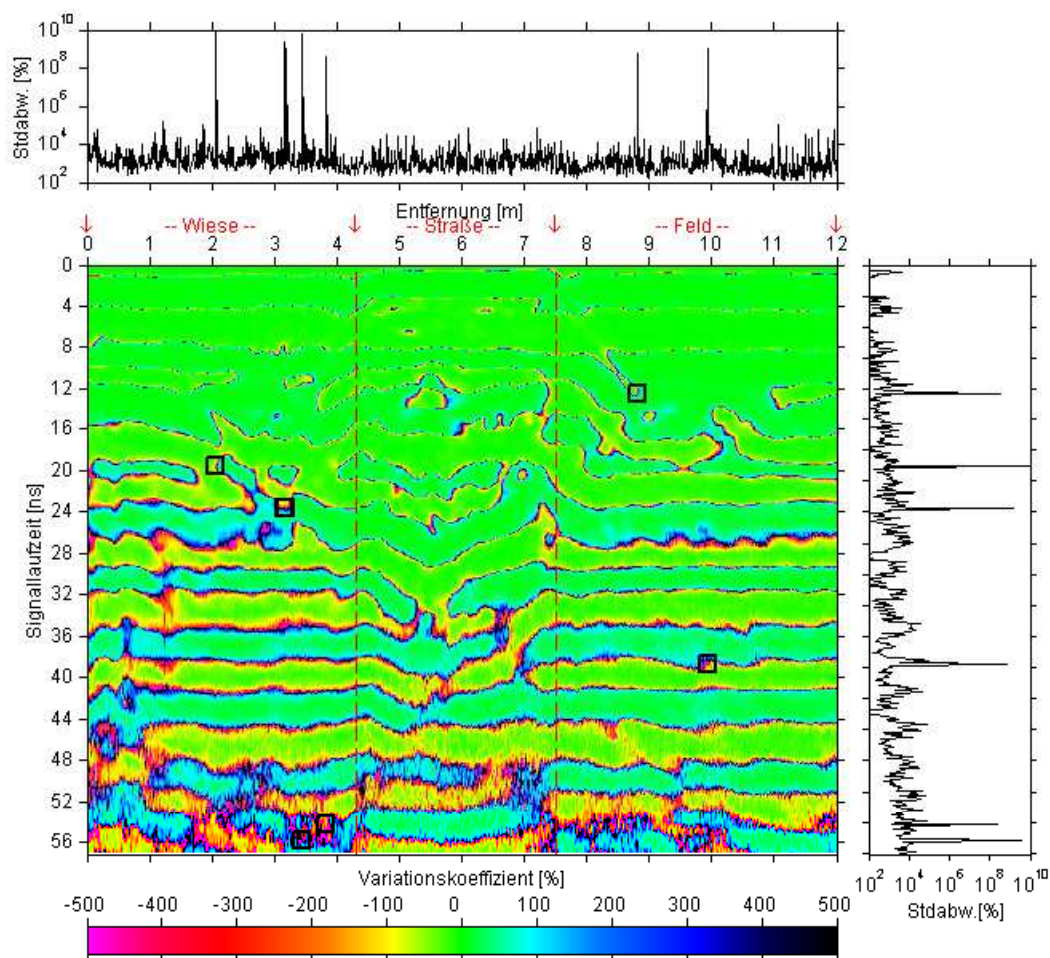 10^10
10^8
10^6
10^4
10^2
Stdabw. [%]
Entfernung [m]
-- Wiese -- -- Straße -- -- Feld --
0 1 2 3 4 5 6 7 8 9 10 11 12
0
4
8
12
16
20
24
28
32
36
40
44
48
52
56
Signallaufzeit [ns]
10^2 10^4 10^6 10^8 10^10
Stdabw.[%]
Variationskoeffizient [%]
-500 -400 -300 -200 -100 0 100 200 300 400 500